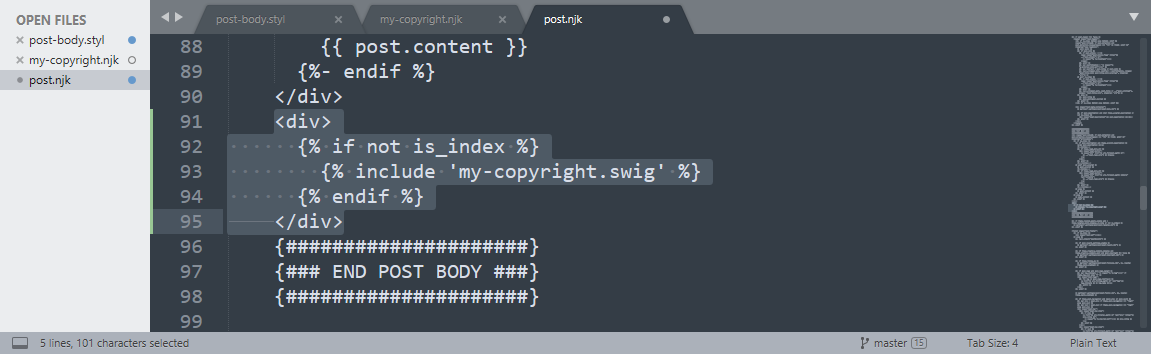 OPEN FILES
post-body.styl
my-copyright.njk
post.njk
post-body.styl
my-copyright.njk
post.njk
88 {{ post.content }}
89 {%- endif %}
90 </div>
91 <div>
92 {% if not is_index %}
93 {% include 'my-copyright.swig' %}
94 {% endif %}
95 </div>
96 {#####################}
97 {### END POST BODY ###}
98 {#####################}
99
5 lines, 101 characters selected
master 15
Tab Size: 4
Plain Text